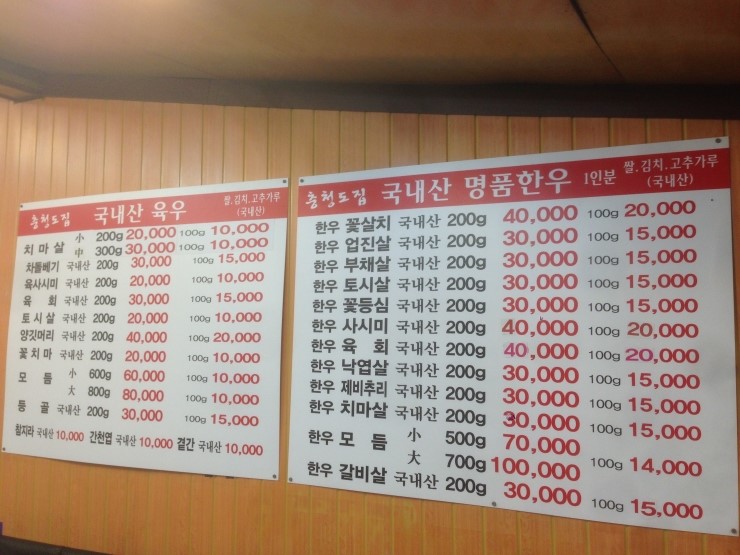 충청도집 국내산 육우 쌀.김치.고추가루 (국내산)
치마살 小 200g 20,000 100g 10,000
中 300g 30,000 100g 10,000
차돌베기 국내산 200g 30,000 100g 15,000
육사시미 국내산 200g 20,000 100g 10,000
육 회 국내산 200g 30,000 100g 15,000
토시살 국내산 200g 20,000 100g 10,000
양깃머리 국내산 200g 40,000 100g 20,000
꽃치마 국내산 200g 20,000 100g 10,000
모 듬 小 600g 60,000 100g 10,000
大 800g 80,000 100g 10,000
등 골 국내산 200g 30,000 100g 15,000
참지라 국내산 10,000 간천엽 국내산 10,000 곁간 국내산 10,000
충청도집 국내산 명품한우 1인분 쌀.김치.고추가루 (국내산)
한우 꽃살치 국내산 200g 40,000 100g 20,000
한우 업진살 국내산 200g 30,000 100g 15,000
한우 부채살 국내산 200g 30,000 100g 15,000
한우 토시살 국내산 200g 30,000 100g 15,000
한우 꽃등심 국내산 200g 30,000 100g 15,000
한우 사시미 국내산 200g 40,000 100g 20,000
한우 육 회 국내산 200g 40,000 100g 20,000
한우 낙엽살 국내산 200g 30,000 100g 15,000
한우 제비추리 국내산 200g 30,000 100g 15,000
한우 치마살 국내산 200g 30,000 100g 15,000
한우 모 듬 小 500g 70,000 100g 14,000
大 700g 100,000
한우 갈비살 국내산 200g 30,000 100g 15,000